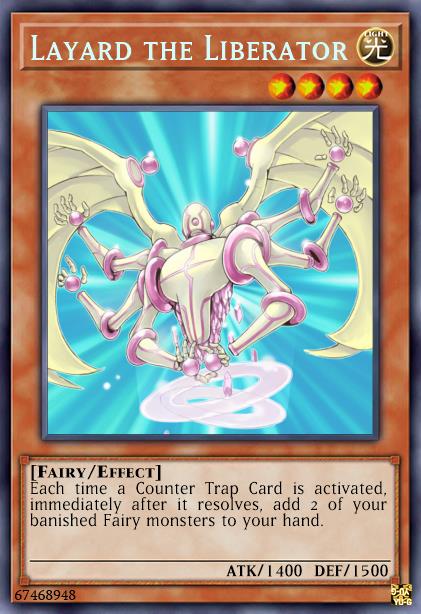 LAYARD THE LIBERATOR
LIGHT
光
[FAIRY/EFFECT]
Each time a Counter Trap Card is activated,
immediately after it resolves, add 2 of your
banished Fairy monsters to your hand.
ATK/1400 DEF/1500
67468948